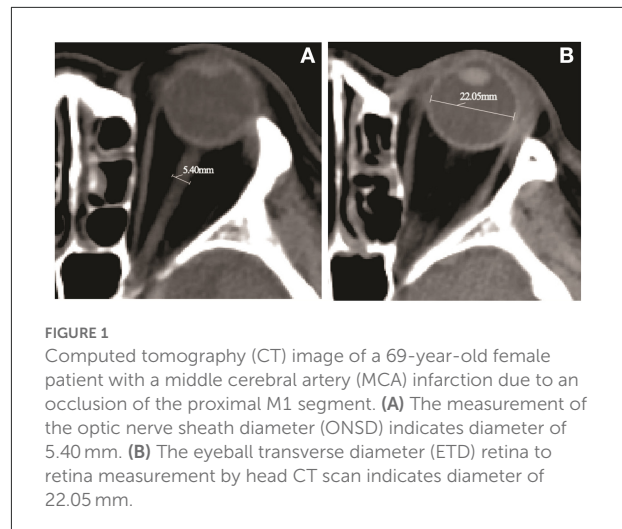 A
B
5.40mm
22.05mm
FIGURE 1
Computed tomography (CT) image of a 69-year-old female
patient with a middle cerebral artery (MCA) infarction due to an
occlusion of the proximal M1 segment. (A) The measurement of
the optic nerve sheath diameter (ONSD) indicates diameter of
5.40 mm. (B) The eyeball transverse diameter (ETD) retina to
retina measurement by head CT scan indicates diameter of
22.05 mm.